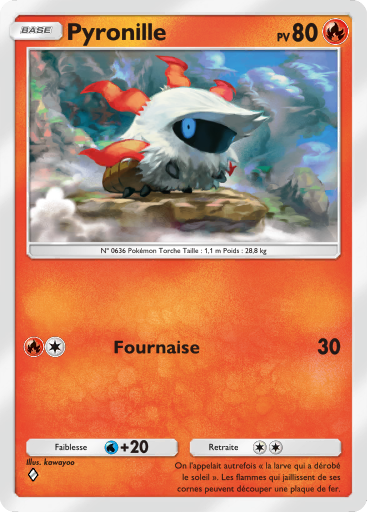 BASE Pyronille PV 80
N° 0636 Pokémon Torche Taille : 1,1 m Poids : 28,8 kg
Fournaise 30
Faiblesse +20 Retraite
Illus. kawayoo
On l'appelait autrefois « la larve qui a dérobé
le soleil ». Les flammes qui jaillissent de ses
cornes peuvent découper une plaque de fer.